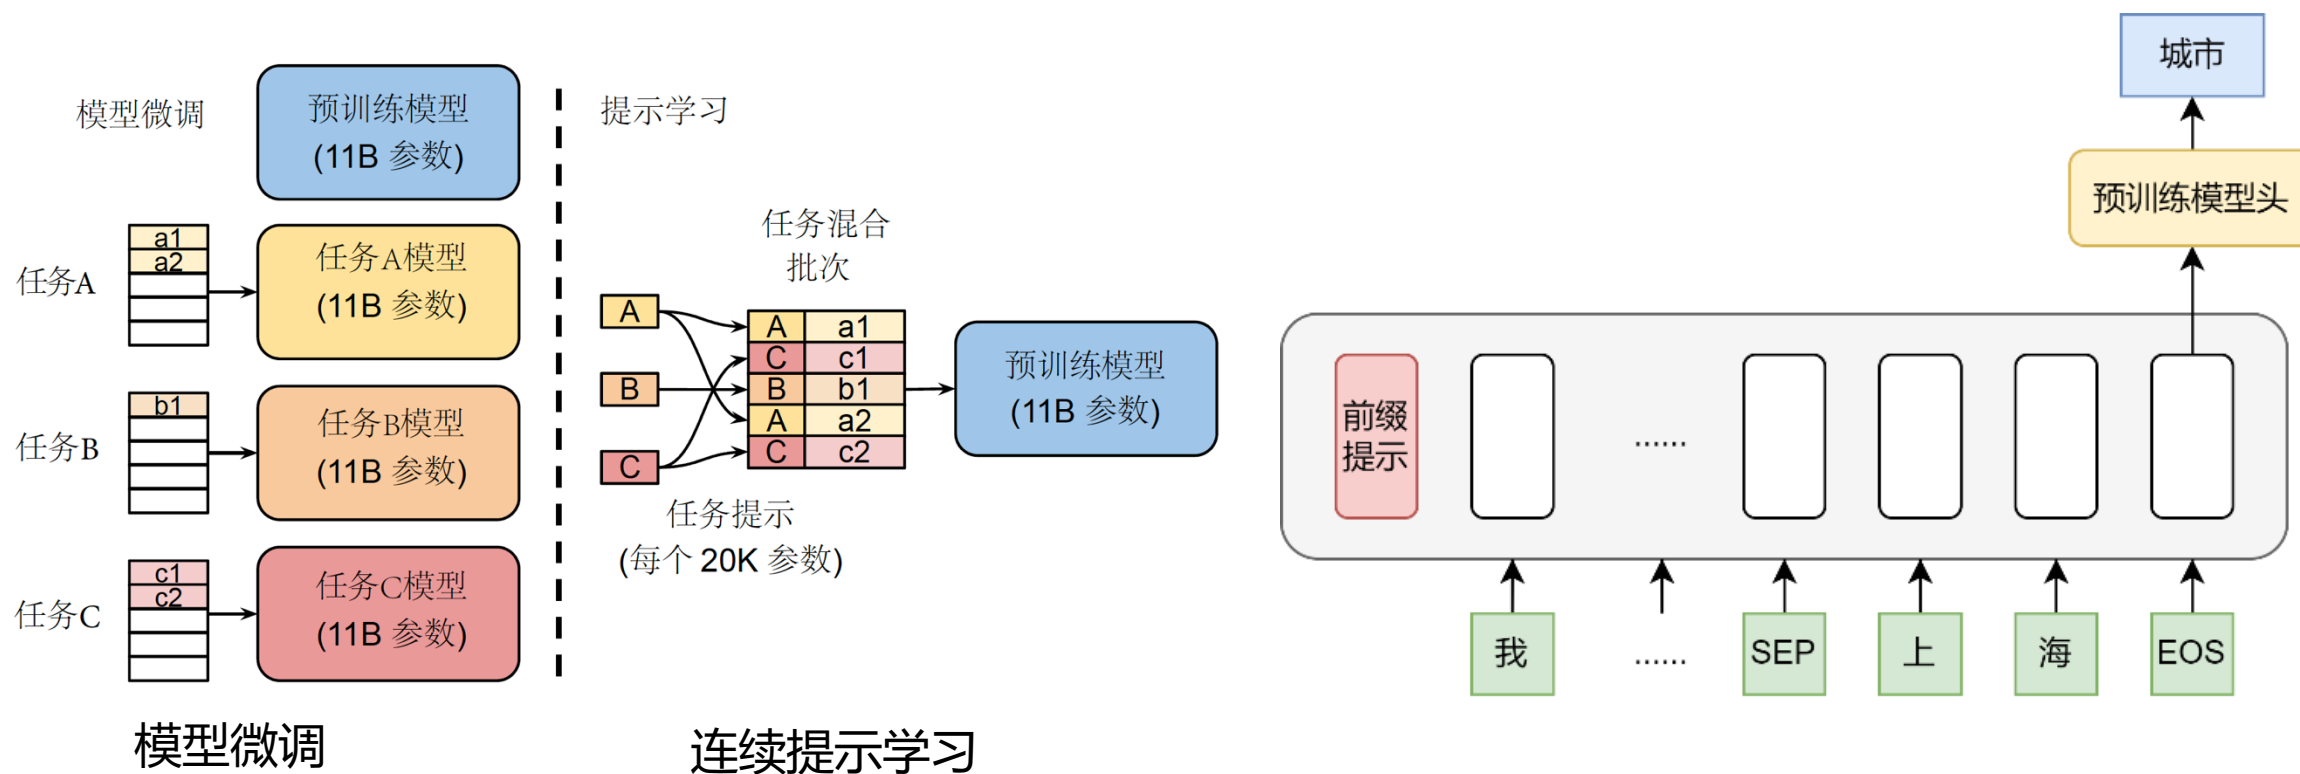 模型微调
预训练模型
(11B 参数)
任务A
a1
a2
任务A模型
(11B 参数)
任务B
b1
任务B模型
(11B 参数)
任务C
c1
c2
任务C模型
(11B 参数)
模型微调
提示学习
任务混合
批次
A
B
C
A a1
C c1
B b1
A a2
C c2
预训练模型
(11B 参数)
任务提示
(每个 20K 参数)
连续提示学习
城市
预训练模型头
前缀
提示
......
我
......
SEP
上
海
EOS